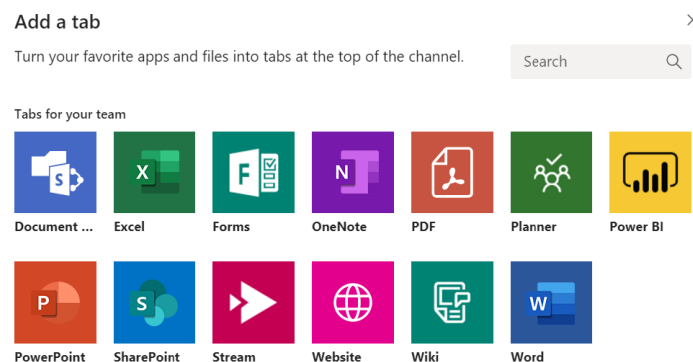 Add a tab
Turn your favorite apps and files into tabs at the top of the channel.
Search
Tabs for your team
S X F N
Document ... Excel Forms OneNote PDF Planner Power BI
P S W
PowerPoint SharePoint Stream Website Wiki Word